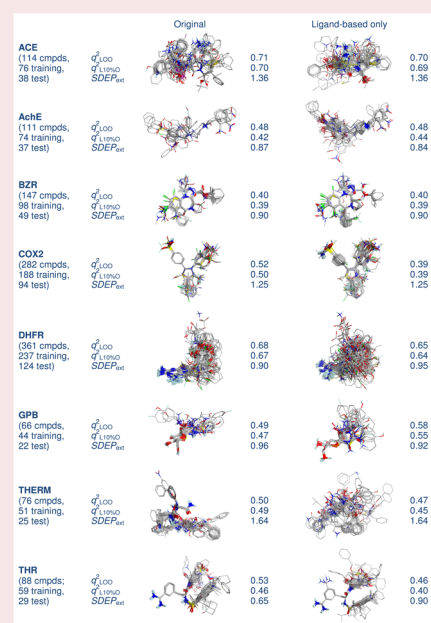 Original Ligand-based only
ACE
(114 cmpds, q²LOO 0.71 0.70
76 training, q²L10%O 0.70 0.69
38 test) SDEPext 1.36 1.36
AchE
(111 cmpds, q²LOO 0.48 0.48
74 training, q²L10%O 0.42 0.44
37 test) SDEPext 0.87 0.84
BZR
(147 cmpds, q²LOO 0.40 0.40
98 training, q²L10%O 0.39 0.39
49 test) SDEPext 0.90 0.90
COX2
(282 cmpds, q²LOO 0.52 0.39
188 training, q²L10%O 0.50 0.39
94 test) SDEPext 1.25 1.25
DHFR
(361 cmpds, q²LOO 0.68 0.65
237 training, q²L10%O 0.67 0.64
124 test) SDEPext 0.90 0.95
GPB
(66 cmpds, q²LOO 0.49 0.58
44 training, q²L10%O 0.47 0.55
22 test) SDEPext 0.96 0.92
THERM
(76 cmpds, q²LOO 0.50 0.47
51 training, q²L10%O 0.49 0.45
25 test) SDEPext 1.64 1.64
THR
(88 cmpds; q²LOO 0.53 0.46
59 training, q²L10%O 0.46 0.40
29 test) SDEPext 0.65 0.90